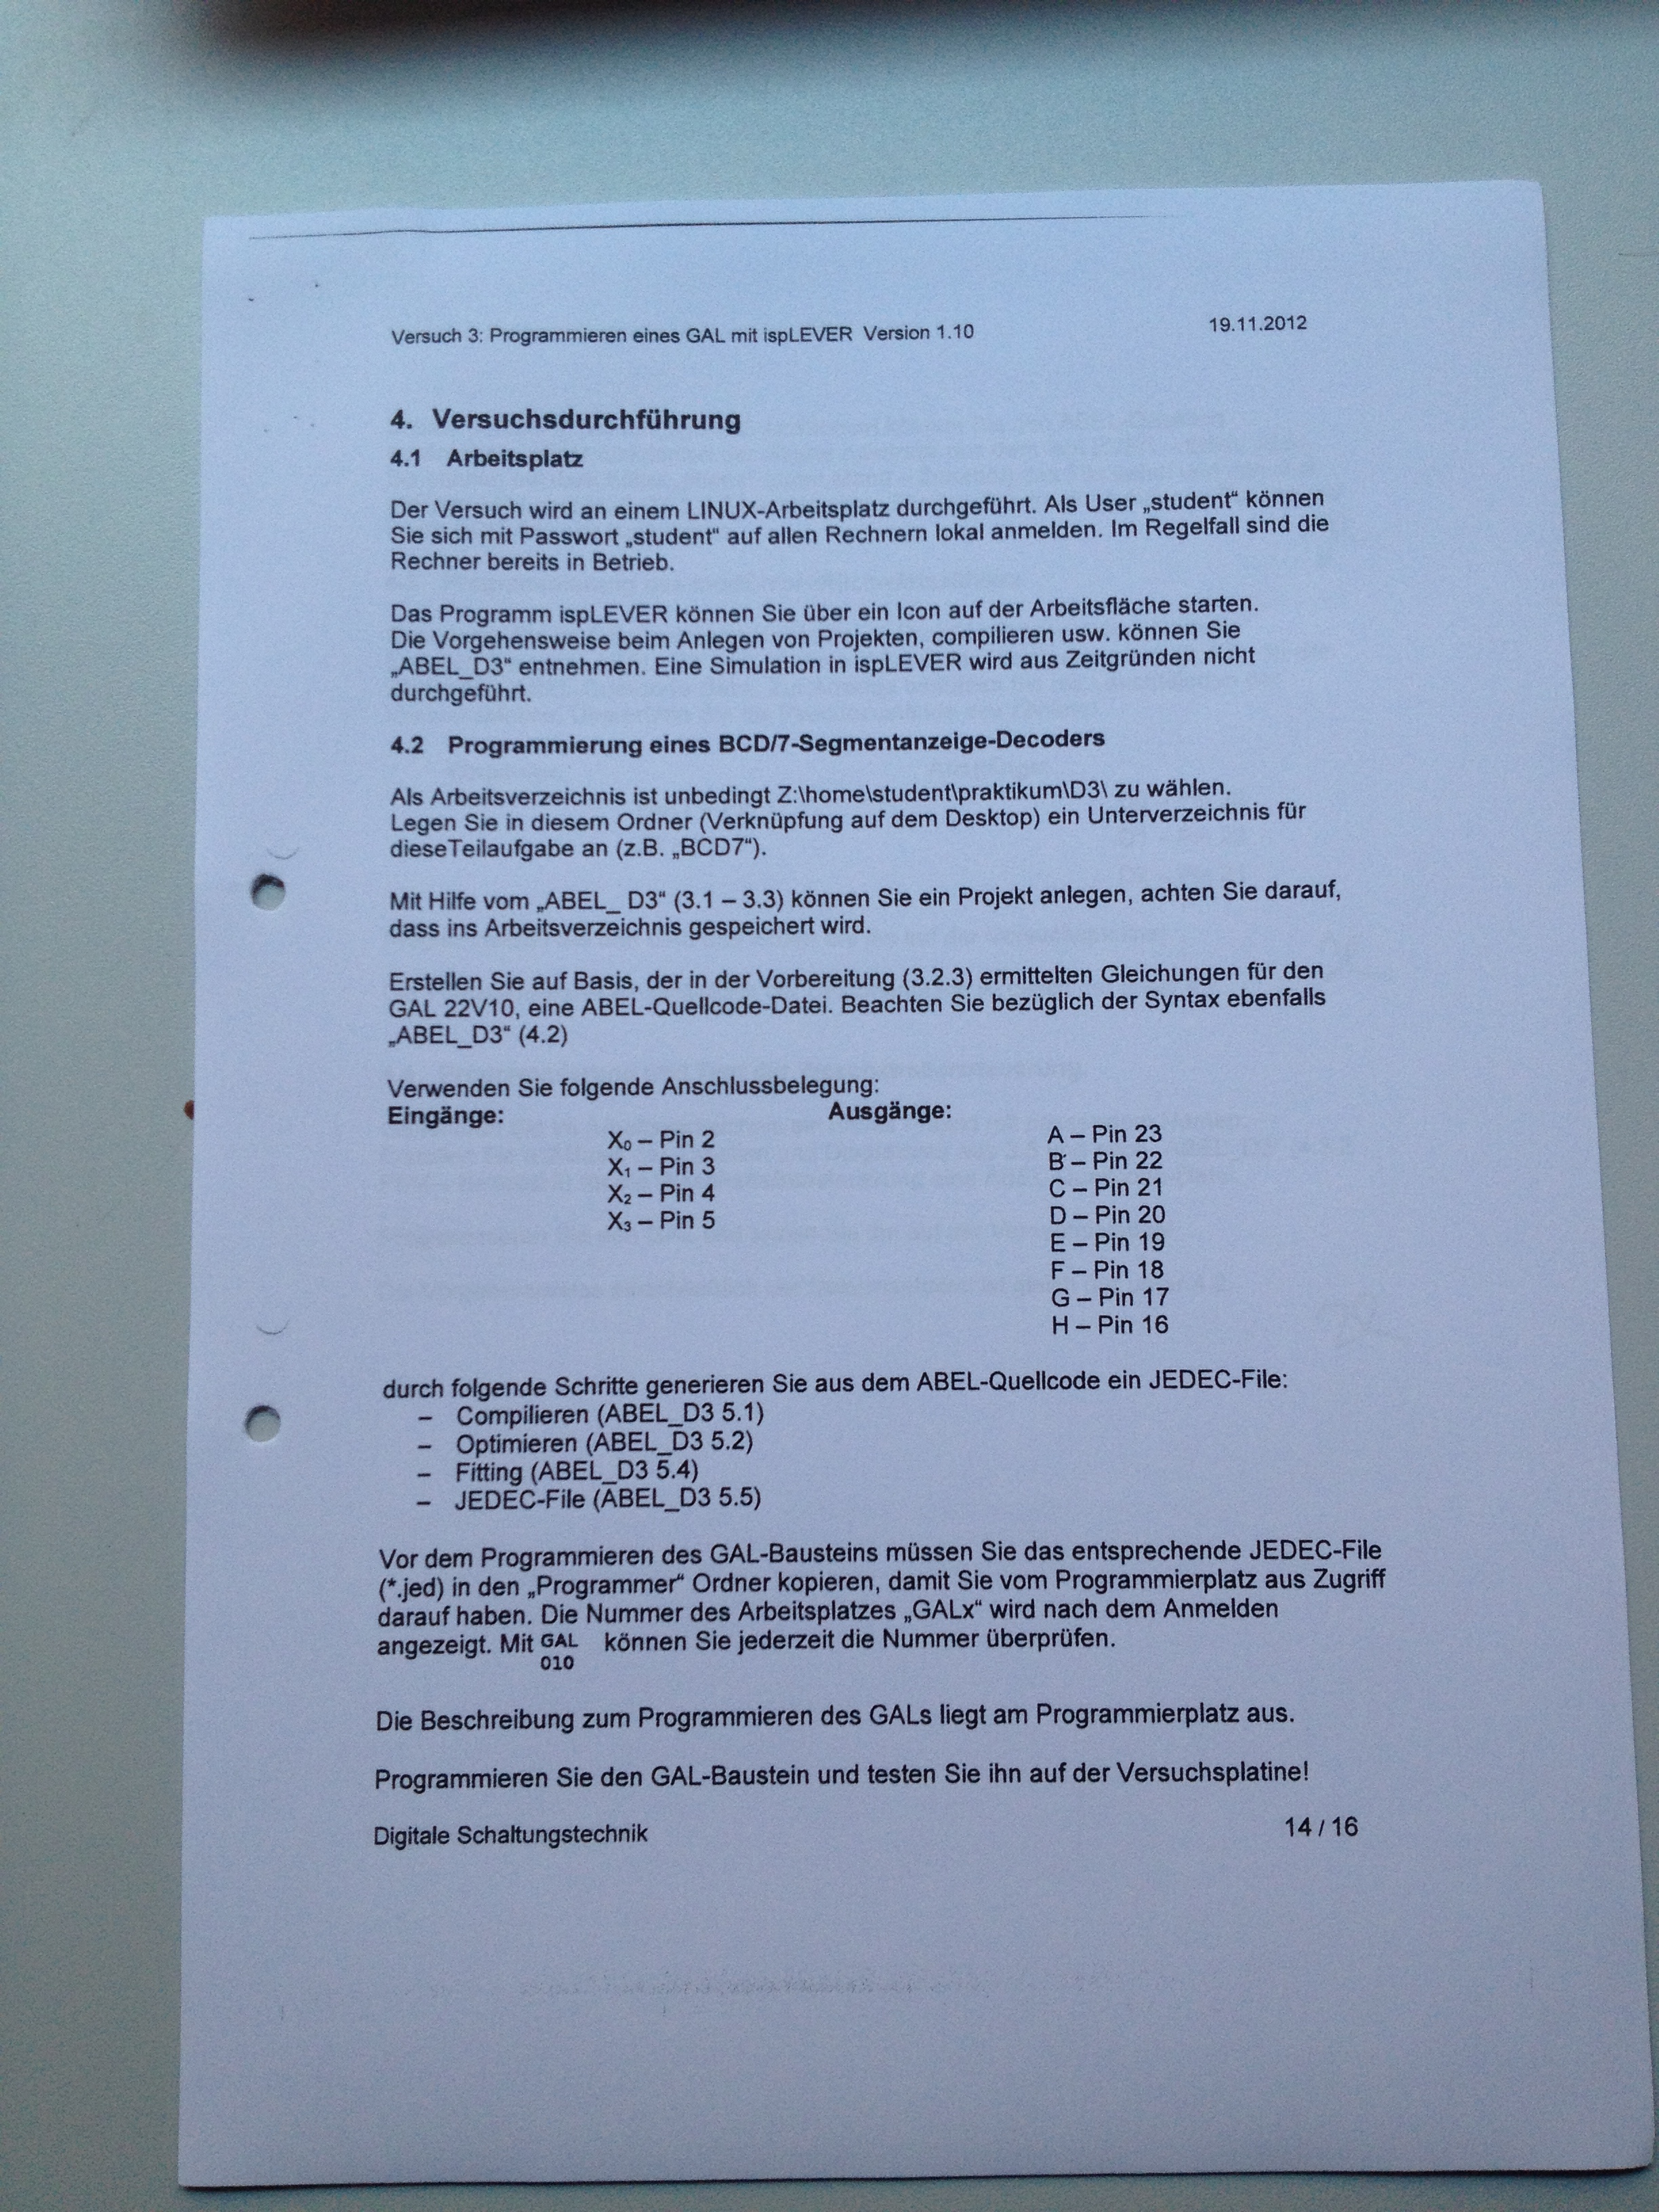 Versuch 3: Programmieren eines GAL mit ispLEVER Version 1.10 19.11.2012
4. Versuchsdurchführung
4.1 Arbeitsplatz
Der Versuch wird an einem LINUX-Arbeitsplatz durchgeführt. Als User „student“ können
Sie sich mit Passwort „student“ auf allen Rechnern lokal anmelden. Im Regelfall sind die
Rechner bereits in Betrieb.
Das Programm ispLEVER können Sie über ein Icon auf der Arbeitsfläche starten.
Die Vorgehensweise beim Anlegen von Projekten, compilieren usw. können Sie
„ABEL_D3“ entnehmen. Eine Simulation in ispLEVER wird aus Zeitgründen nicht
durchgeführt.
4.2 Programmierung eines BCD/7-Segmentanzeige-Decoders
Als Arbeitsverzeichnis ist unbedingt Z:\home\student\praktikum\D3\ zu wählen.
Legen Sie in diesem Ordner (Verknüpfung auf dem Desktop) ein Unterverzeichnis für
dieseTeilaufgabe an (z.B. „BCD7“).
Mit Hilfe vom „ABEL_ D3“ (3.1 – 3.3) können Sie ein Projekt anlegen, achten Sie darauf,
dass ins Arbeitsverzeichnis gespeichert wird.
Erstellen Sie auf Basis, der in der Vorbereitung (3.2.3) ermittelten Gleichungen für den
GAL 22V10, eine ABEL-Quellcode-Datei. Beachten Sie bezüglich der Syntax ebenfalls
„ABEL_D3“ (4.2)
Verwenden Sie folgende Anschlussbelegung:
Eingänge: Ausgänge:
X₀ – Pin 2 A – Pin 23
X₁ – Pin 3 B – Pin 22
X₂ – Pin 4 C – Pin 21
X₃ – Pin 5 D – Pin 20
E – Pin 19
F – Pin 18
G – Pin 17
H – Pin 16
durch folgende Schritte generieren Sie aus dem ABEL-Quellcode ein JEDEC-File:
– Compilieren (ABEL_D3 5.1)
– Optimieren (ABEL_D3 5.2)
– Fitting (ABEL_D3 5.4)
– JEDEC-File (ABEL_D3 5.5)
Vor dem Programmieren des GAL-Bausteins müssen Sie das entsprechende JEDEC-File
(*.jed) in den „Programmer“ Ordner kopieren, damit Sie vom Programmierplatz aus Zugriff
darauf haben. Die Nummer des Arbeitsplatzes „GALx“ wird nach dem Anmelden
angezeigt. Mit GAL können Sie jederzeit die Nummer überprüfen.
010
Die Beschreibung zum Programmieren des GALs liegt am Programmierplatz aus.
Programmieren Sie den GAL-Baustein und testen Sie ihn auf der Versuchsplatine!
Digitale Schaltungstechnik 14 / 16